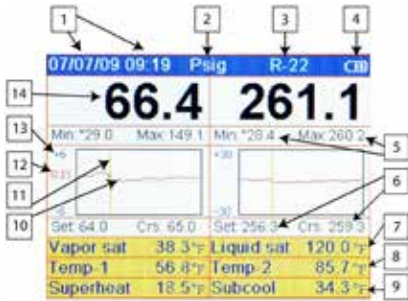 1 2 3 4
07/07/09 09:19 Psig R-22
14 66.4 261.1
13 Min: *29.0 Max: 149.1 Min: *28.4 Max: 260.2 5
+6 +30
12
11 6
10 -6 -30
Set: 64.0 Crs: 65.0 Set: 256.3 Crs: 259.3
Vapor sat 38.3°F Liquid sat 120.0°F 7
Temp-1 56.8°F Temp-2 85.7°F 8
Superheat 18.5°F Subcool 34.3°F 9